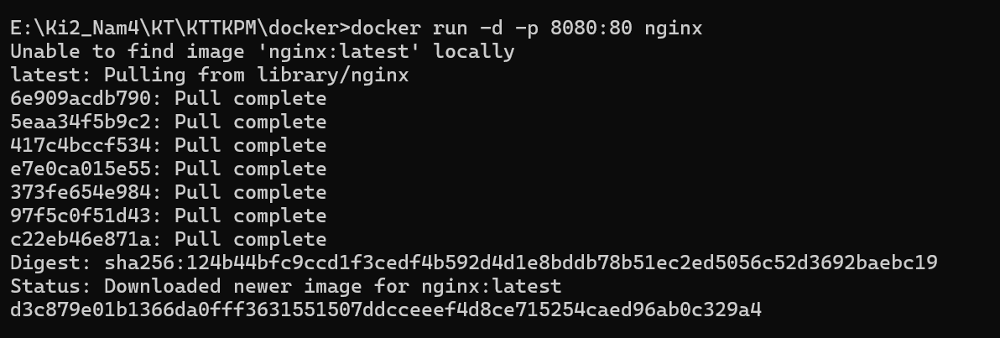 E:\Ki2_Nam4\KT\KTTKPM\docker>docker run -d -p 8080:80 nginx
Unable to find image 'nginx:latest' locally
latest: Pulling from library/nginx
6e909acdb790: Pull complete
5eaa34f5b9c2: Pull complete
417c4bccf534: Pull complete
e7e0ca015e55: Pull complete
373fe654e984: Pull complete
97f5c0f51d43: Pull complete
c22eb46e871a: Pull complete
Digest: sha256:124b44bfc9ccd1f3cedf4b592d4d1e8bddb78b51ec2ed5056c52d3692baebc19
Status: Downloaded newer image for nginx:latest
d3c879e01b1366da0fff3631551507ddcceeef4d8ce715254caed96ab0c329a4